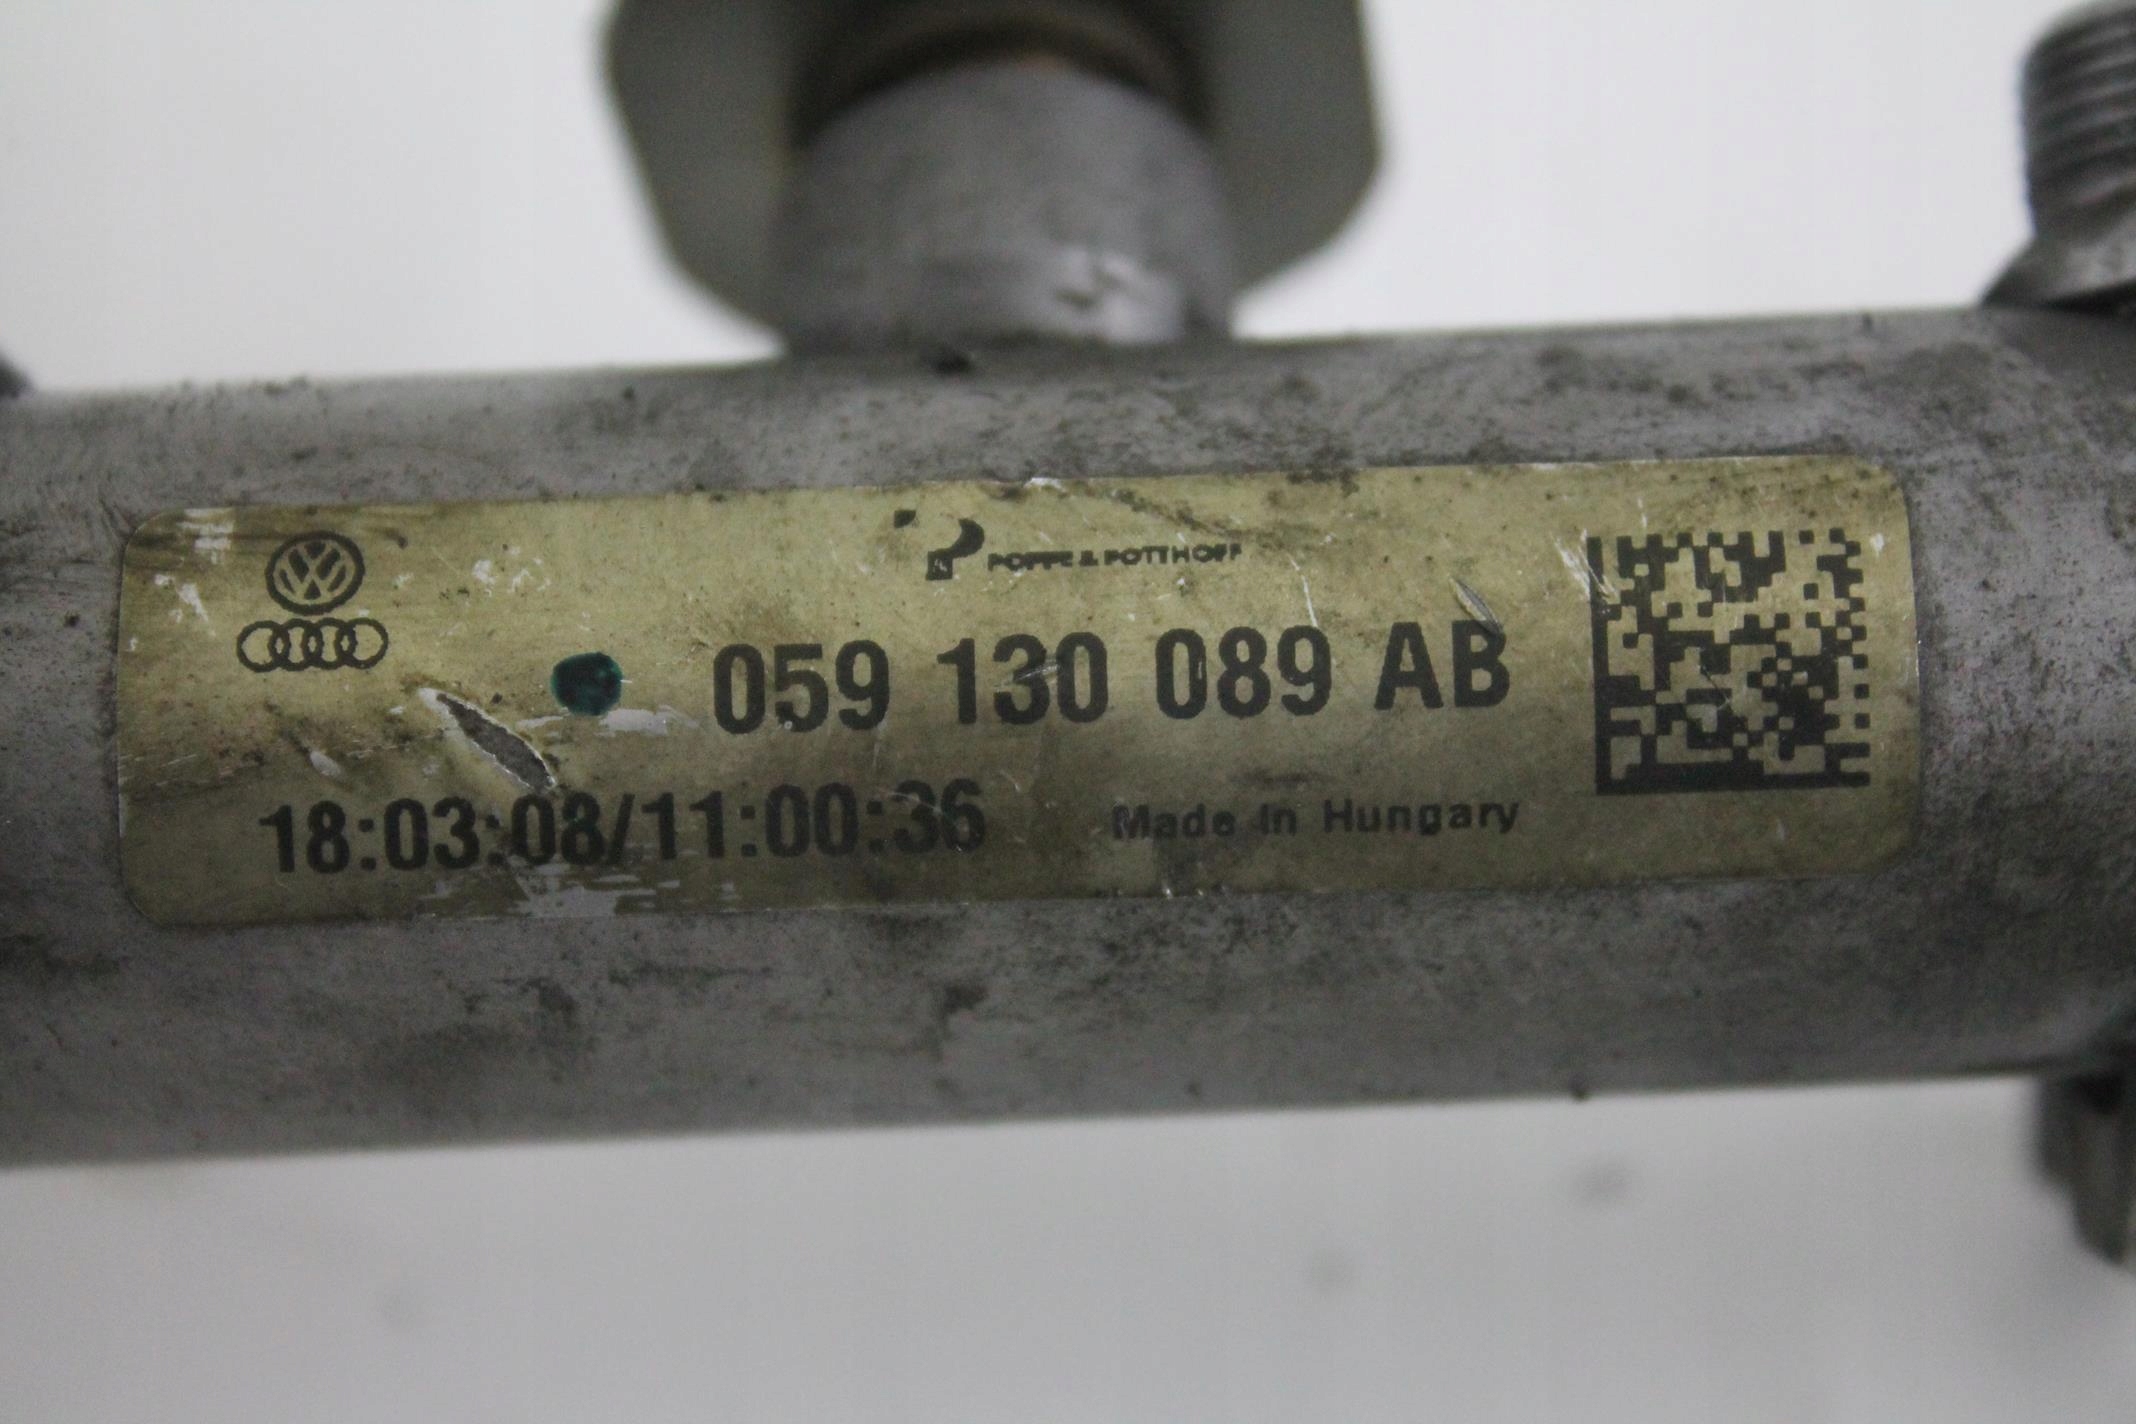 POPPE & POTTHOFF
059 130 089 AB
18:03:08/11:00:36
Made in Hungary